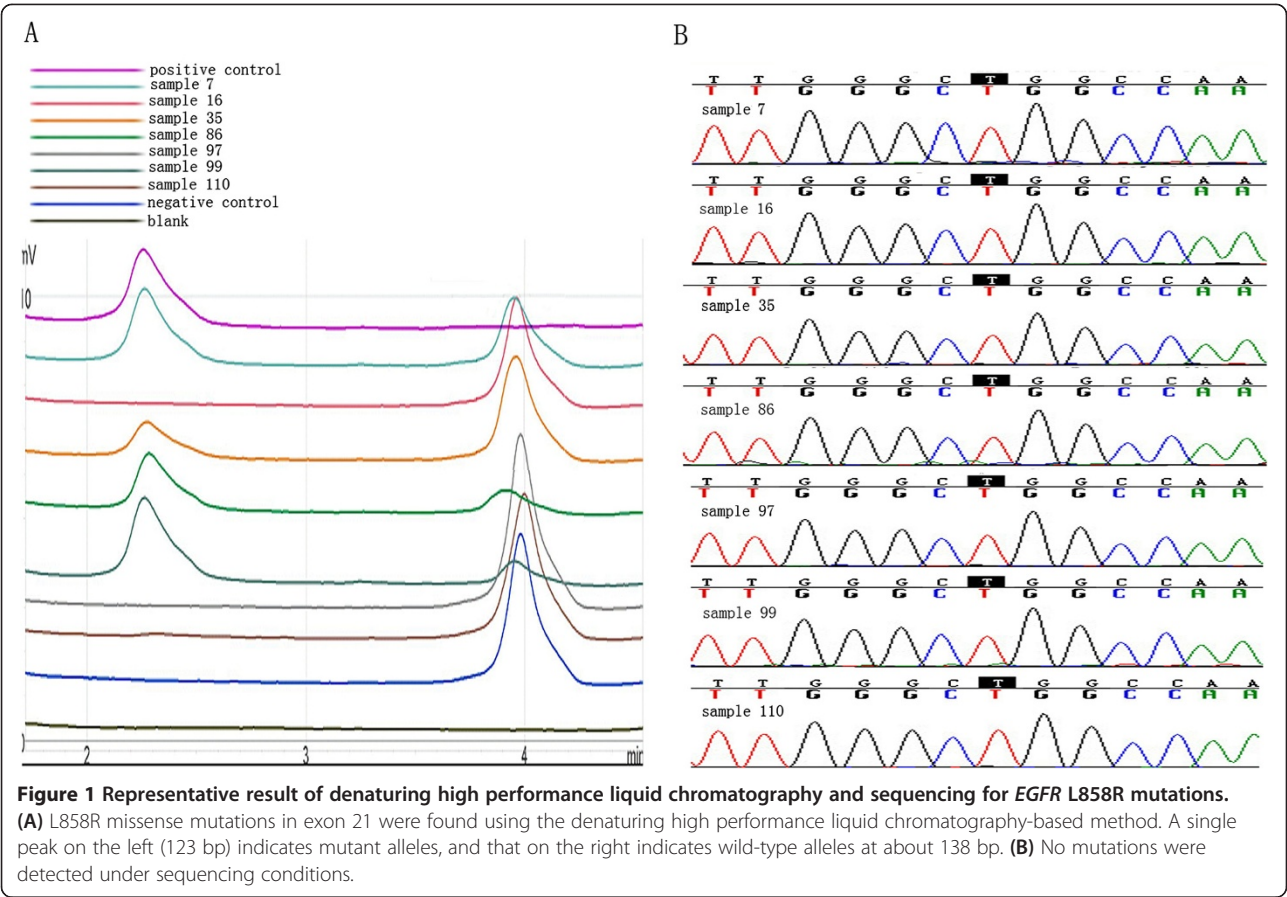 A
positive control
sample 7
sample 16
sample 35
sample 86
sample 97
sample 99
sample 110
negative control
blank
mV
10
2 3 4 min
B
T T G G G C T G G C C A A
T T G G G C T G G C C A A
sample 7
T T G G G C T G G C C A A
T T G G G C T G G C C A A
sample 16
T T G G G C T G G C C A A
T T G G G C T G G C C A A
sample 35
T T G G G C T G G C C A A
T T G G G C T G G C C A A
sample 86
T T G G G C T G G C C A A
T T G G G C T G G C C A A
sample 97
T T G G G C T G G C C A A
T T G G G C T G G C C A A
sample 99
T T G G G C T G G C C A A
T T G G G C T G G C C A A
sample 110
Figure 1 Representative result of denaturing high performance liquid chromatography and sequencing for EGFR L858R mutations.
(A) L858R missense mutations in exon 21 were found using the denaturing high performance liquid chromatography-based method. A single
peak on the left (123 bp) indicates mutant alleles, and that on the right indicates wild-type alleles at about 138 bp. (B) No mutations were
detected under sequencing conditions.